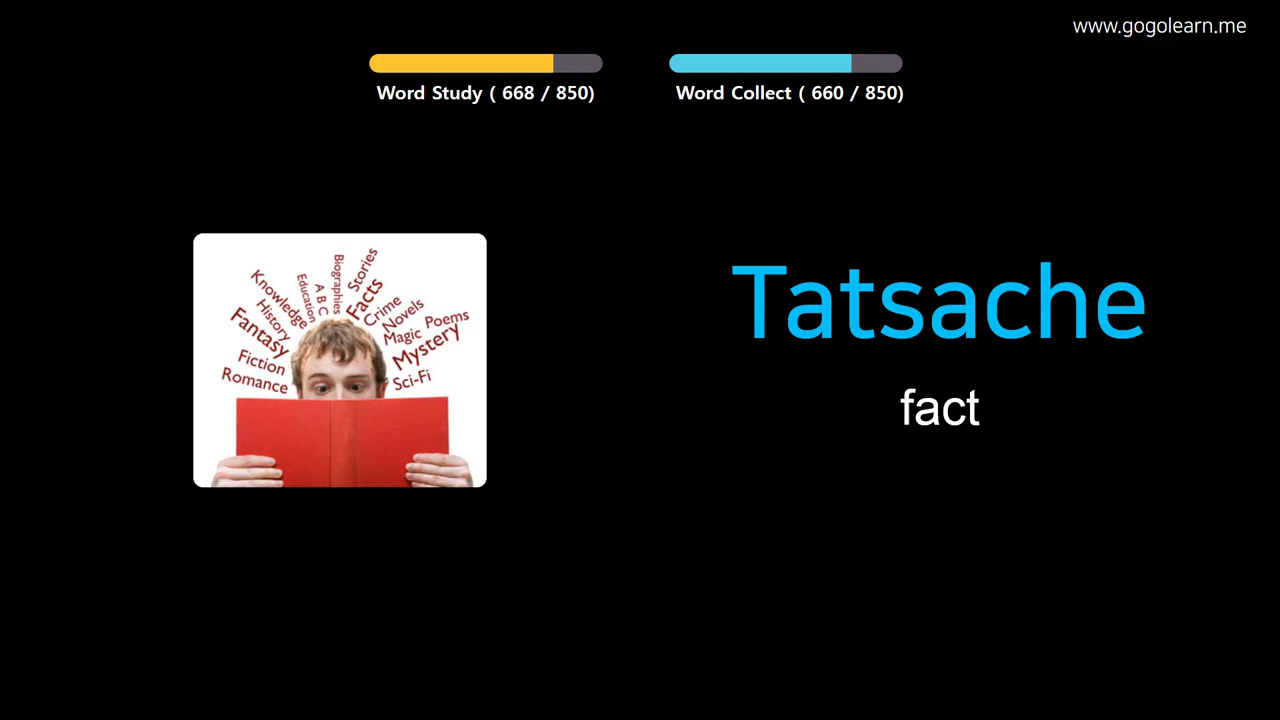 www.gogolearn.me
Word Study ( 668 / 850)
Word Collect ( 660 / 850)
Tatsache
fact
Stories
Biographies
Facts
Knowledge
Education
A B C
Crime
History
Novels
Fantasy
Poems
Magic
Mystery
Fiction
Romance
Sci-Fi